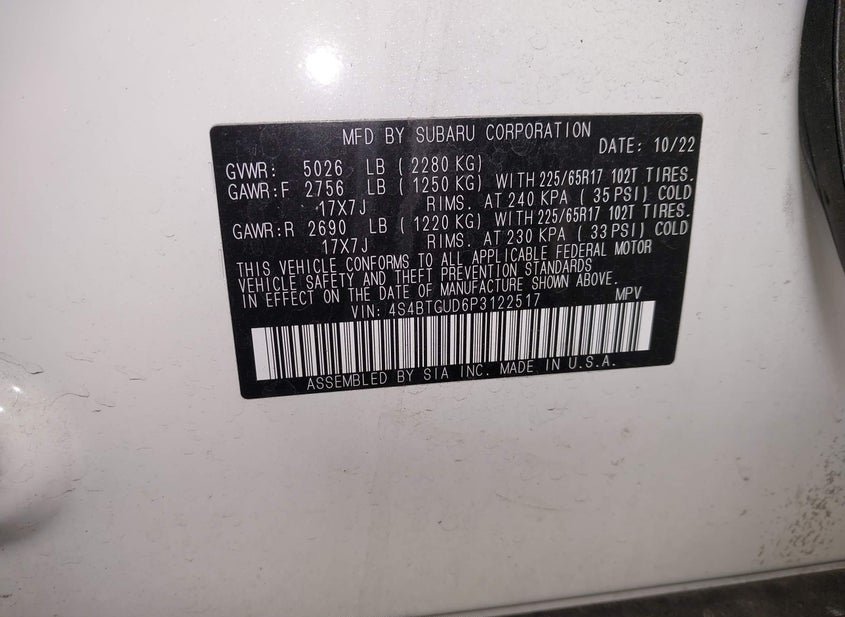 MFD BY SUBARU CORPORATION
DATE: 10/22
GVWR: 5026 LB ( 2280 KG)
GAWR:F 2756 LB ( 1250 KG) WITH 225/65R17 102T TIRES.
17X7J RIMS. AT 240 KPA ( 35 PSI) COLD
GAWR:R 2690 LB ( 1220 KG) WITH 225/65R17 102T TIRES.
17X7J RIMS. AT 230 KPA ( 33 PSI) COLD
THIS VEHICLE CONFORMS TO ALL APPLICABLE FEDERAL MOTOR
VEHICLE SAFETY AND THEFT PREVENTION STANDARDS
IN EFFECT ON THE DATE OF MANUFACTURE SHOWN ABOVE.
VIN: 4S4BTGUD6P3122517 MPV
ASSEMBLED BY SIA INC. MADE IN U.S.A.